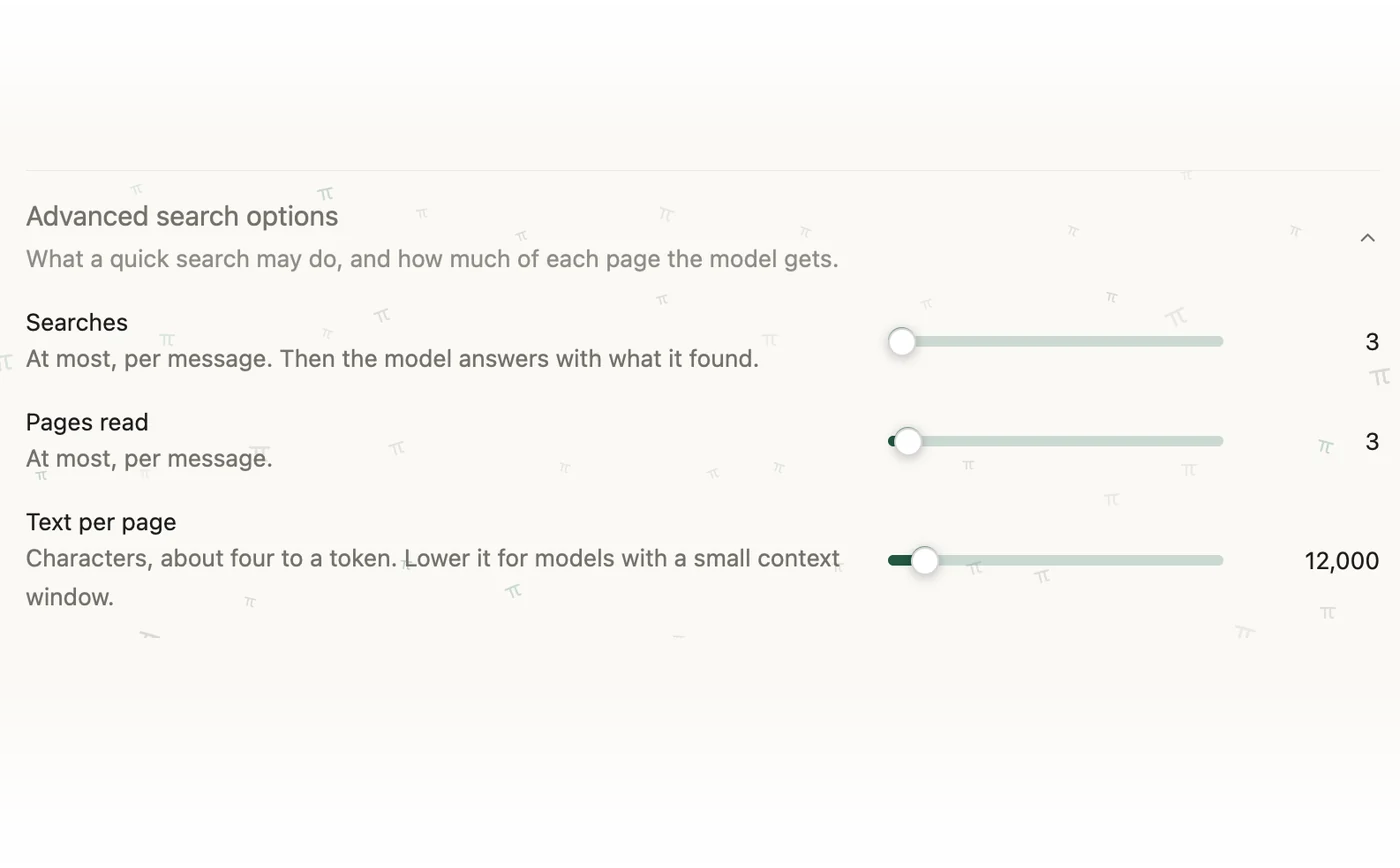 Advanced search options
What a quick search may do, and how much of each page the model gets.
Searches
At most, per message. Then the model answers with what it found.
3
Pages read
At most, per message.
3
Text per page
Characters, about four to a token. Lower it for models with a small context
window.
12,000